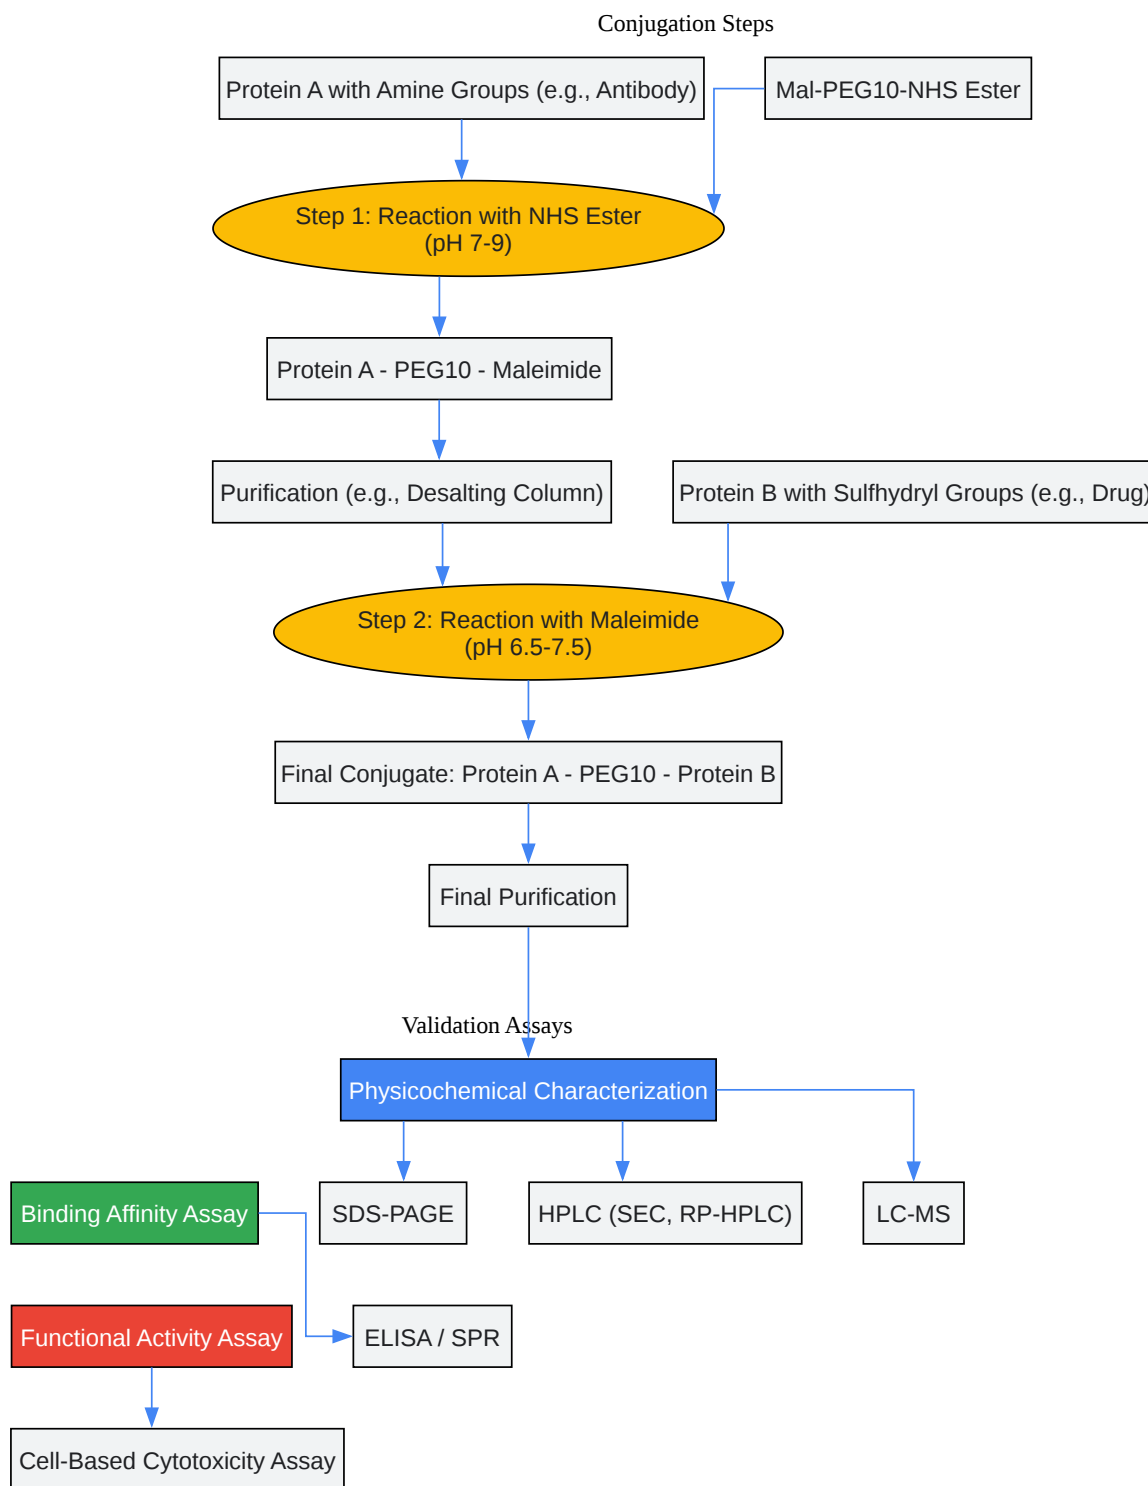 Conjugation Steps
Protein A with Amine Groups (e.g., Antibody)
Mal-PEG10-NHS Ester
Step 1: Reaction with NHS Ester
(pH 7-9)
Protein A - PEG10 - Maleimide
Purification (e.g., Desalting Column)
Protein B with Sulfhydryl Groups (e.g., Drug)
Step 2: Reaction with Maleimide
(pH 6.5-7.5)
Final Conjugate: Protein A - PEG10 - Protein B
Final Purification
Validation Assays
Physicochemical Characterization
Binding Affinity Assay
SDS-PAGE
HPLC (SEC, RP-HPLC)
LC-MS
Functional Activity Assay
ELISA / SPR
Cell-Based Cytotoxicity Assay